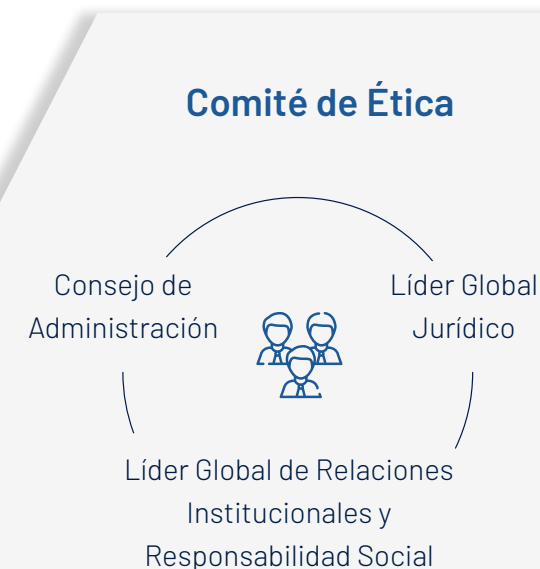 Comité de Ética
Consejo de
Administración
Líder Global
Jurídico
Líder Global de Relaciones
Institucionales y
Responsabilidad Social